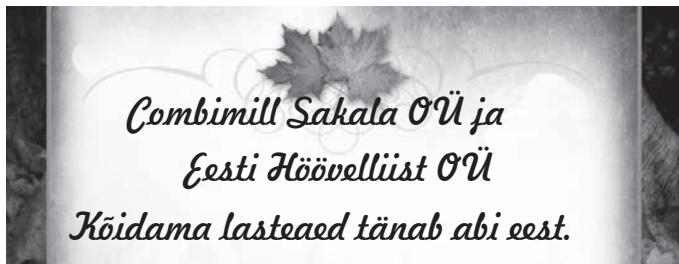 Combimill Sakala OÜ ja
Eesti Höövelliist OÜ
Kõidama lasteaed tänab abi eest.